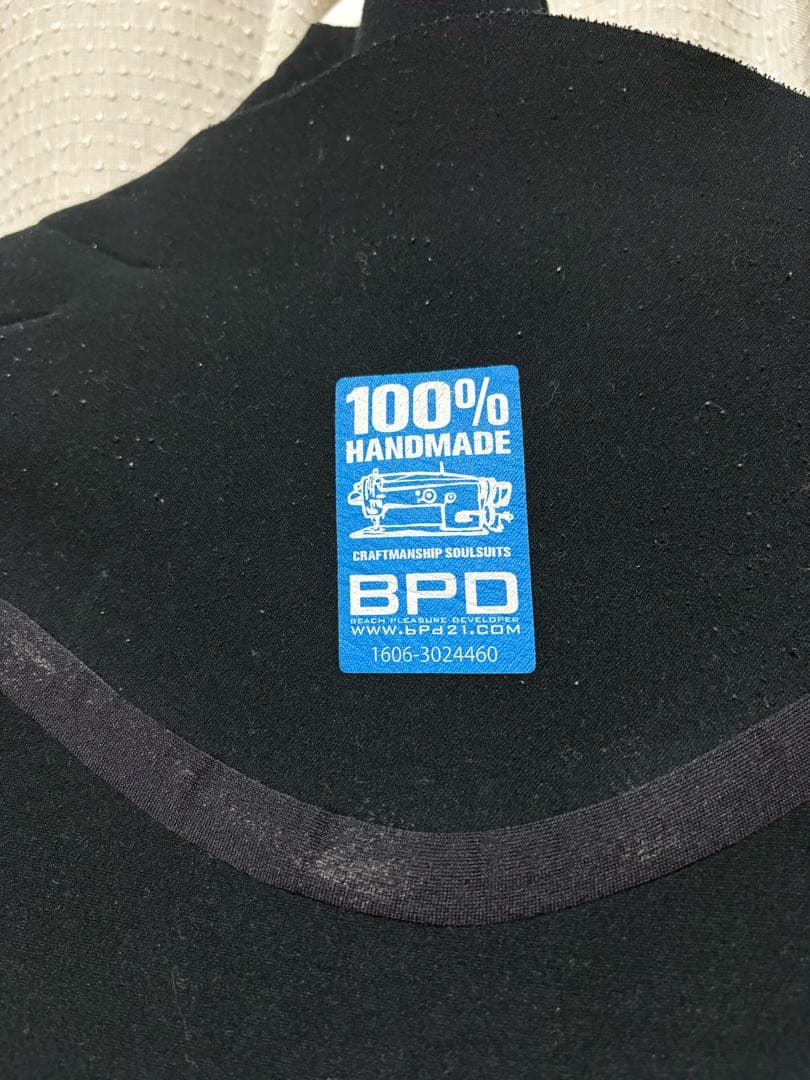 100%
HANDMADE
CRAFTMANSHIP SOULSUITS
BPD
BEACH PLEASURE DEVELOPER
www.bPd21.com
1606-3024460